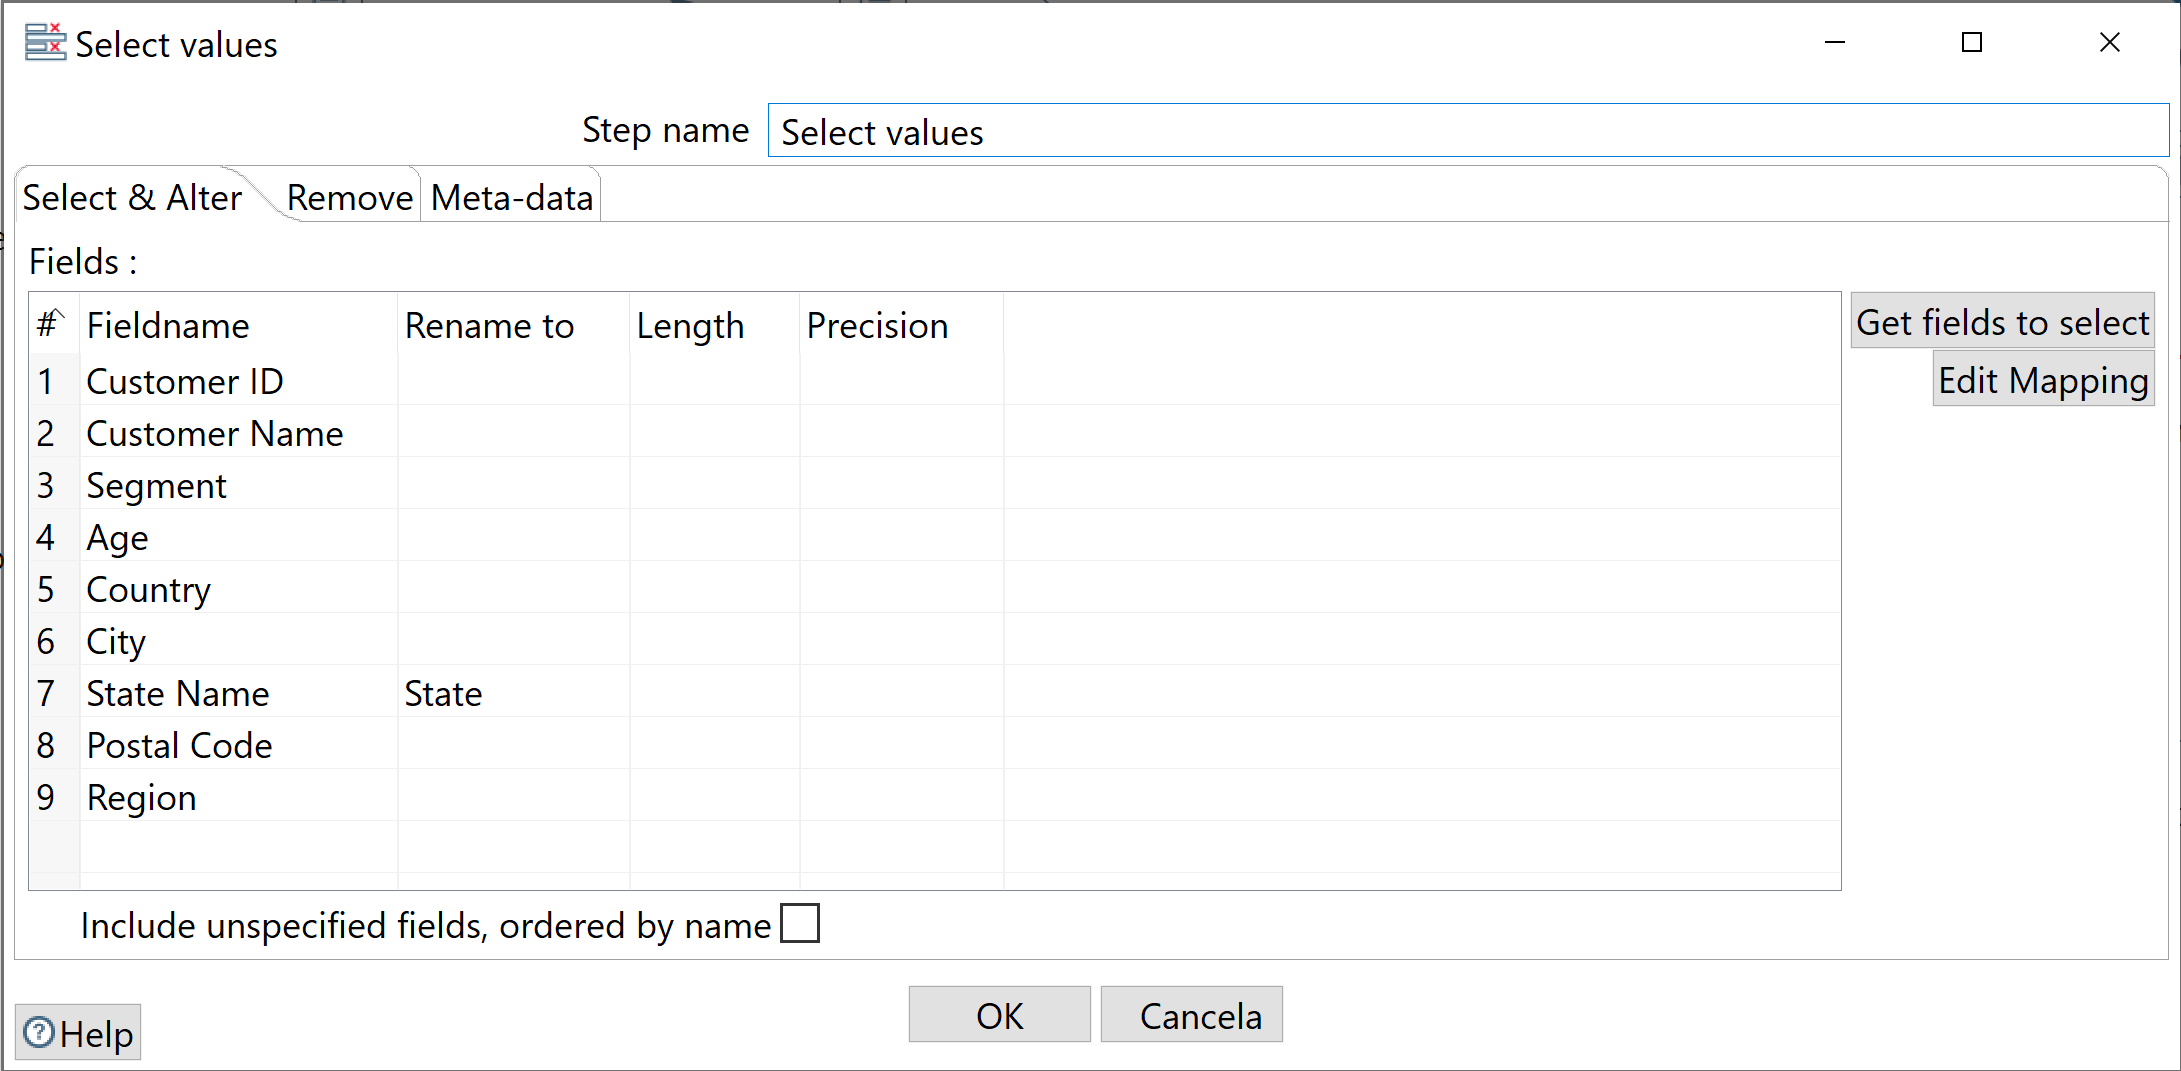 Select values
Step name Select values
Select & Alter Remove Meta-data
Fields :
# Fieldname Rename to Length Precision
Get fields to select
1 Customer ID
Edit Mapping
2 Customer Name
3 Segment
4 Age
5 Country
6 City
7 State Name State
8 Postal Code
9 Region
Include unspecified fields, ordered by name
OK Cancela
? Help